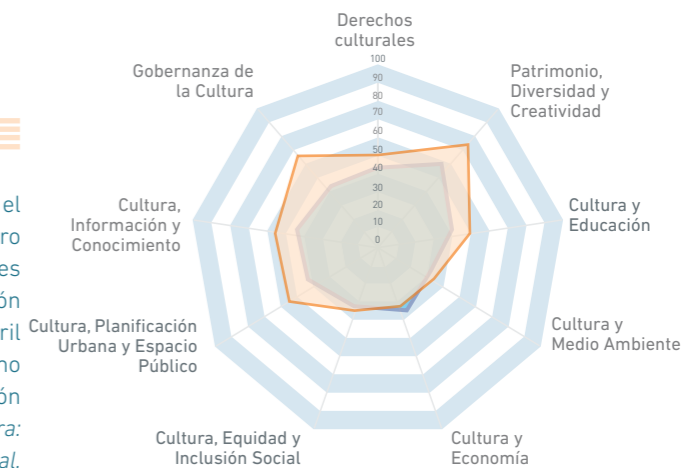 Derechos
culturales
100
90
80
70
60
50
40
30
20
10
0
Patrimonio,
Diversidad y
Creatividad
Cultura y
Educación
Cultura y
Medio Ambiente
Cultura y
Economía
Cultura, Equidad y
Inclusión Social
Cultura, Planificación
Urbana y Espacio
Público
Cultura,
Información y
Conocimiento
Gobernanza de
la Cultura
el
ro
es
ón
ril
no
ón
ra:
al.